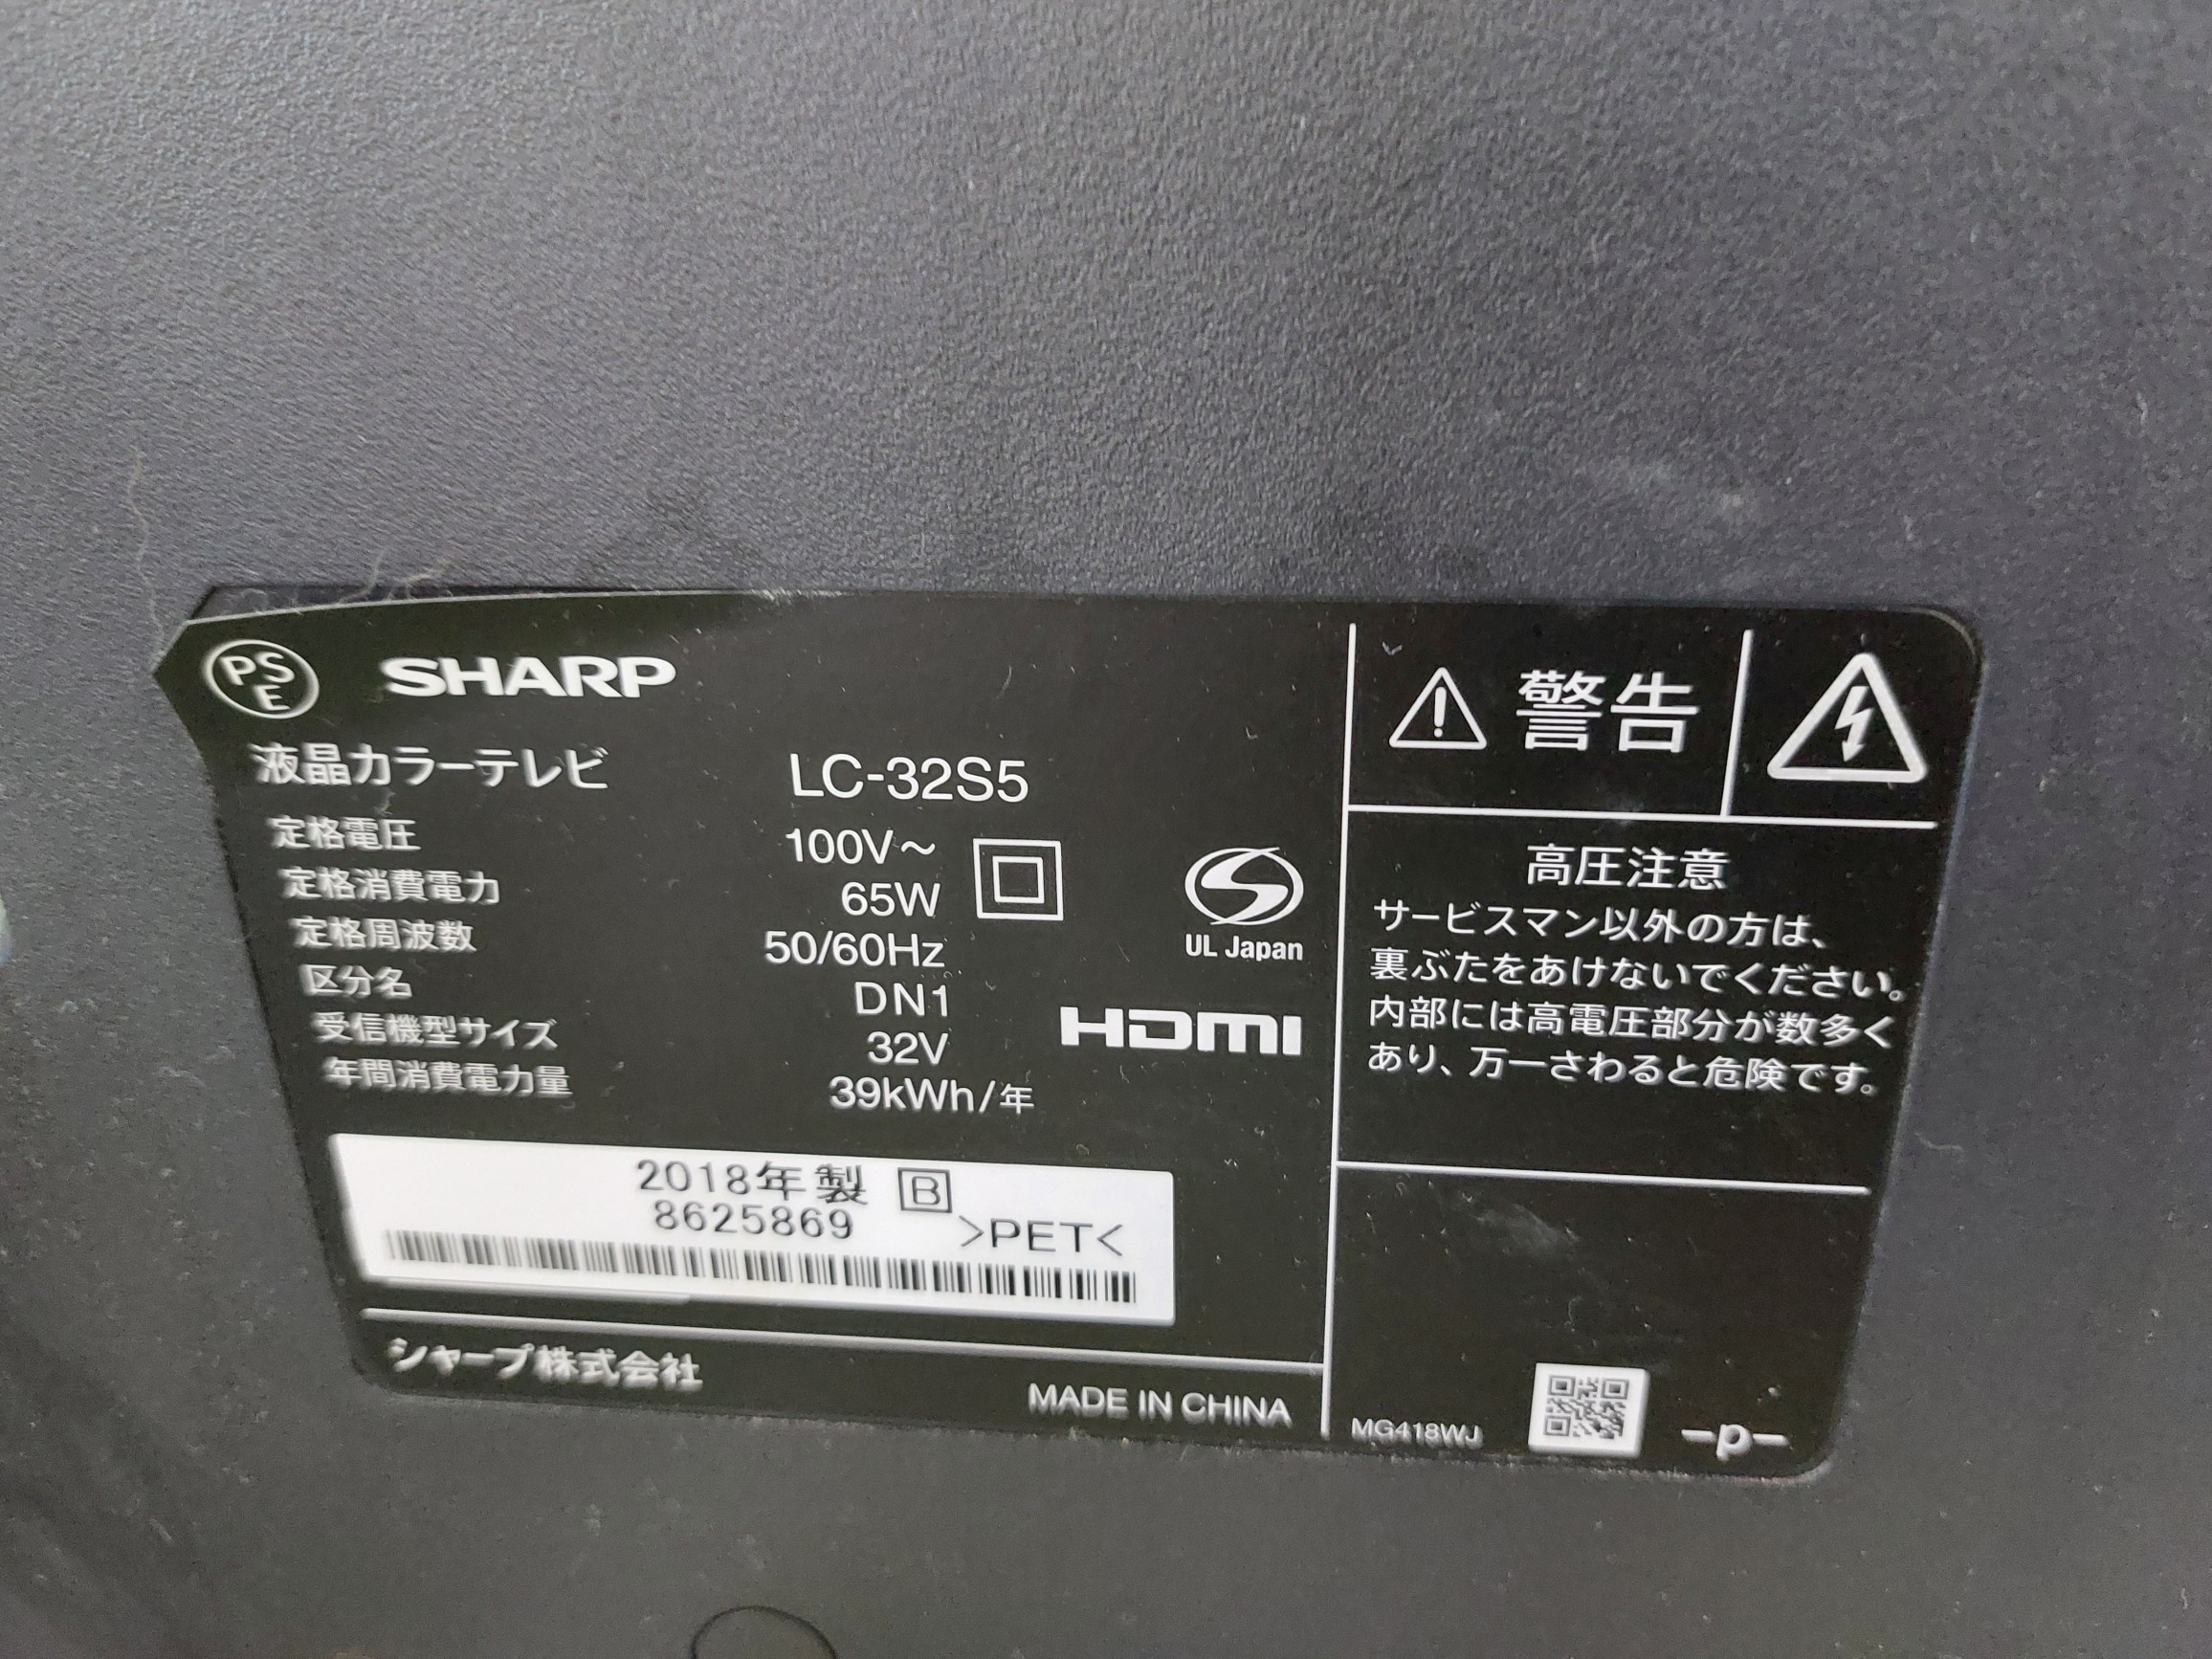 PSE SHARP
液晶カラーテレビ LC-32S5
定格電圧 100V～
定格消費電力 65W
定格周波数 50/60Hz
区分名 DN1
受信機型サイズ 32V
年間消費電力量 39kWh/年
UL Japan
HDMI
2018年製 B
8625869 >PET<
シャープ株式会社
MADE IN CHINA
警告
高圧注意
サービスマン以外の方は、
裏ぶたをあけないでください。
内部には高電圧部分が数多く
あり、万一さわると危険です。
MG418WJ
-p-